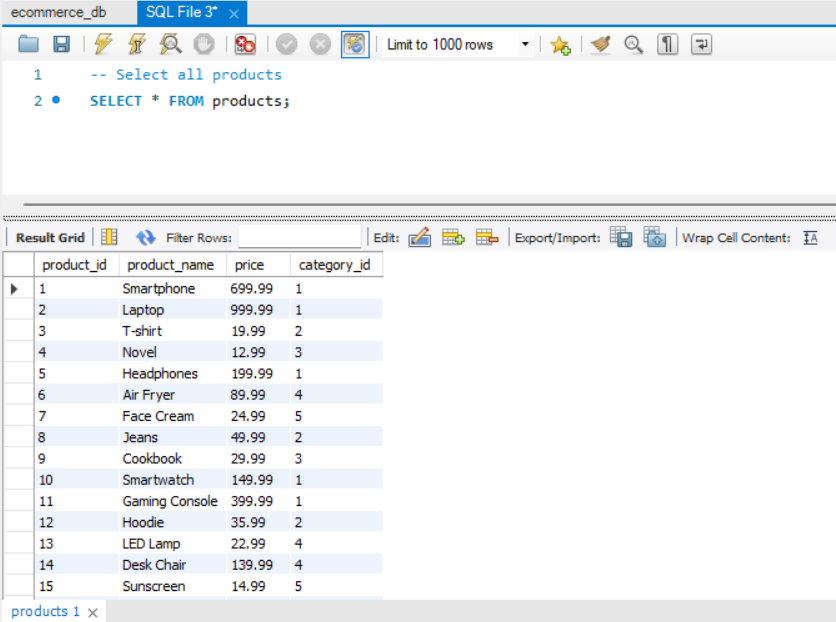 ecommerce_db SQL File 3* ×
Limit to 1000 rows
1 -- Select all products
2 SELECT * FROM products;
Result Grid Filter Rows: Edit: Export/Import: Wrap Cell Content: IA
product_id product_name price category_id
1 Smartphone 699.99 1
2 Laptop 999.99 1
3 T-shirt 19.99 2
4 Novel 12.99 3
5 Headphones 199.99 1
6 Air Fryer 89.99 4
7 Face Cream 24.99 5
8 Jeans 49.99 2
9 Cookbook 29.99 3
10 Smartwatch 149.99 1
11 Gaming Console 399.99 1
12 Hoodie 35.99 2
13 LED Lamp 22.99 4
14 Desk Chair 139.99 4
15 Sunscreen 14.99 5
products 1 ×